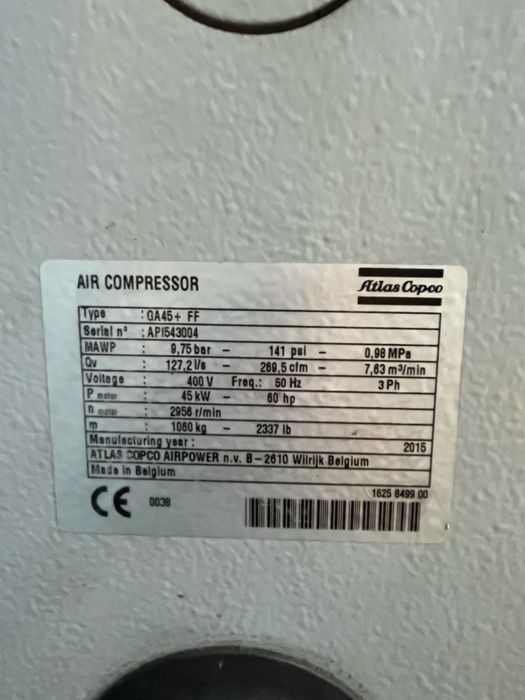 AIR COMPRESSOR
Atlas Copco
Type : GA45+ FF
Serial n° : API543004
MAWP : 9,75 bar – 141 psi – 0,98 MPa
Qv : 127,2 l/s – 269,5 cfm – 7,63 m³/min
Voltage : 400 V Freq.: 50 Hz 3 Ph
P motor : 45 kW – 60 hp
n motor : 2956 r/min
m : 1060 kg – 2337 lb
Manufacturing year : 2015
ATLAS COPCO AIRPOWER n.v. B–2610 Wilrijk Belgium
Made in Belgium
CE 0038
1625 8499 00